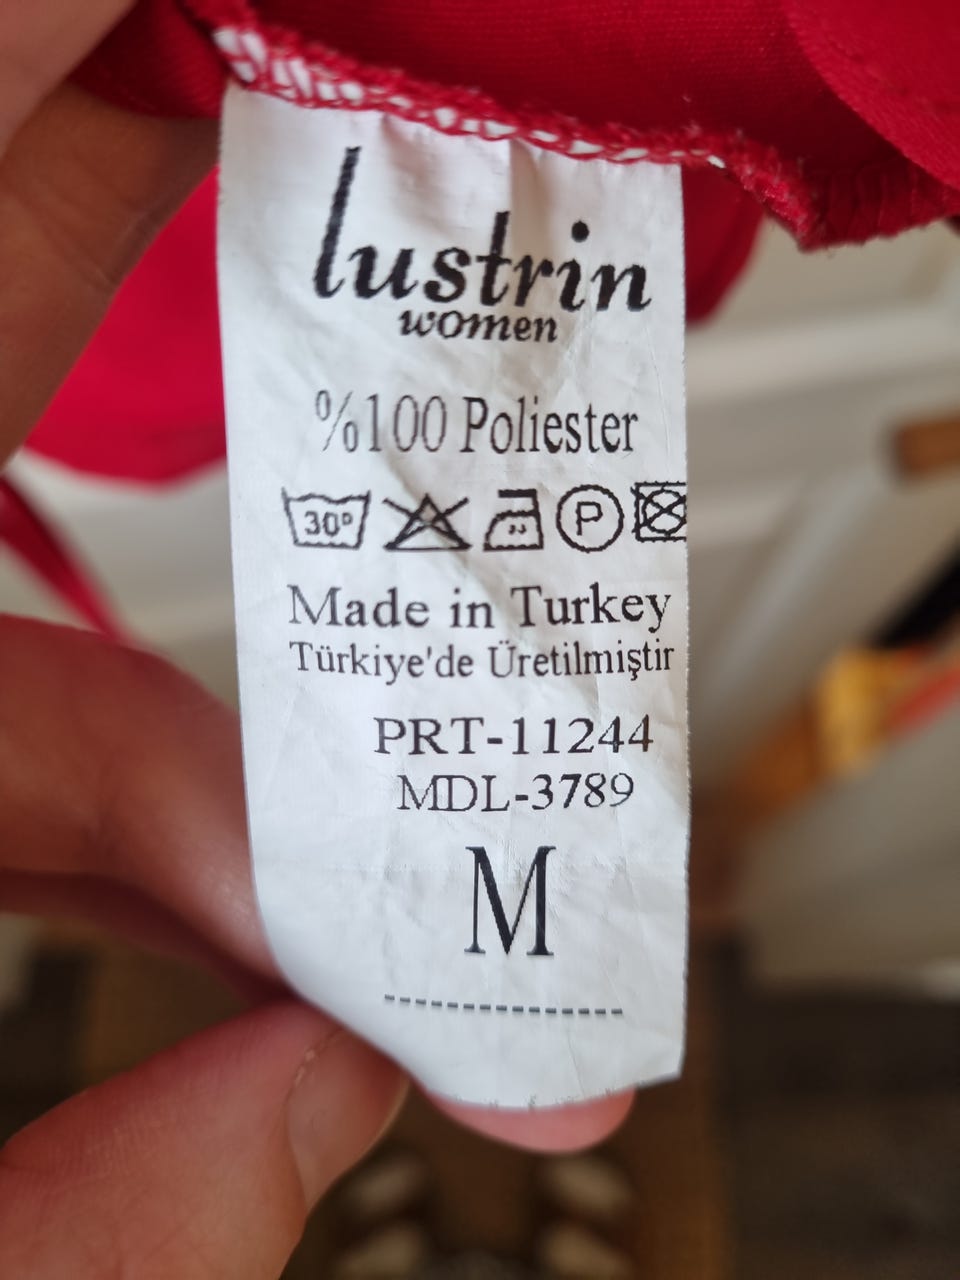 lustrin
women
%100 Poliester
30° P
Made in Turkey
Türkiye'de Üretilmiştir
PRT-11244
MDL-3789
M